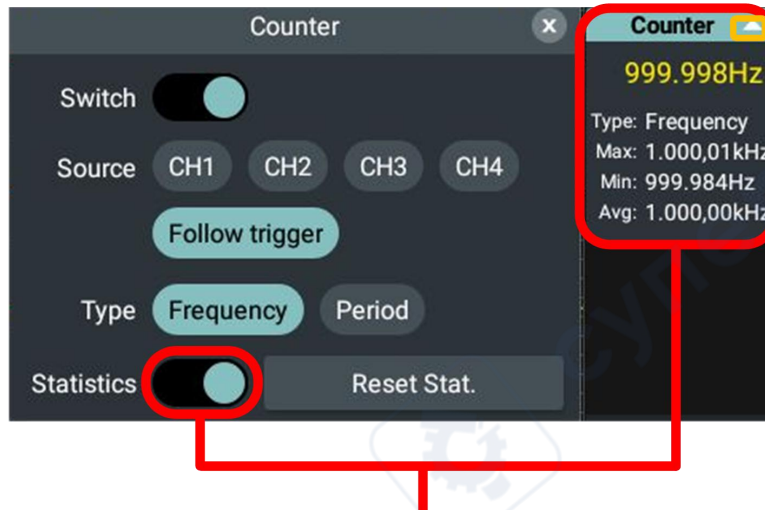 Counter
x
Switch
Source CH1 CH2 CH3 CH4
Follow trigger
Type Frequency Period
Statistics Reset Stat.
Counter
999.998Hz
Type: Frequency
Max: 1.000,01kHz
Min: 999.984Hz
Avg: 1.000,00kHz